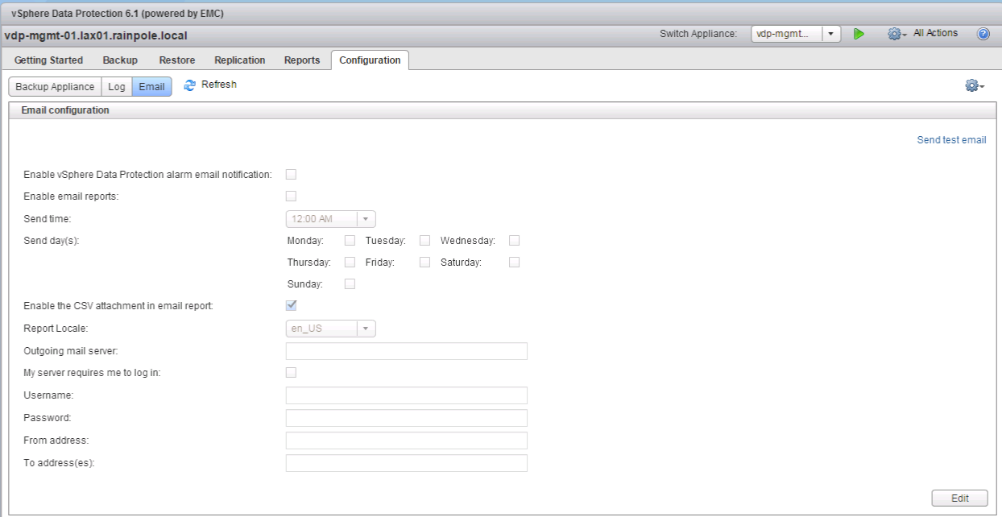 vSphere Data Protection 6.1 (powered by EMC)
vdp-mgmt-01.lax01.rainpole.local Switch Appliance: vdp-mgmt... All Actions
Getting Started Backup Restore Replication Reports Configuration
Backup Appliance Log Email Refresh
Email configuration
Send test email
Enable vSphere Data Protection alarm email notification:
Enable email reports:
Send time: 12:00 AM
Send day(s): Monday: Tuesday: Wednesday:
Thursday: Friday: Saturday:
Sunday:
Enable the CSV attachment in email report:
Report Locale: en_US
Outgoing mail server:
My server requires me to log in:
Username:
Password:
From address:
To address(es):
Edit